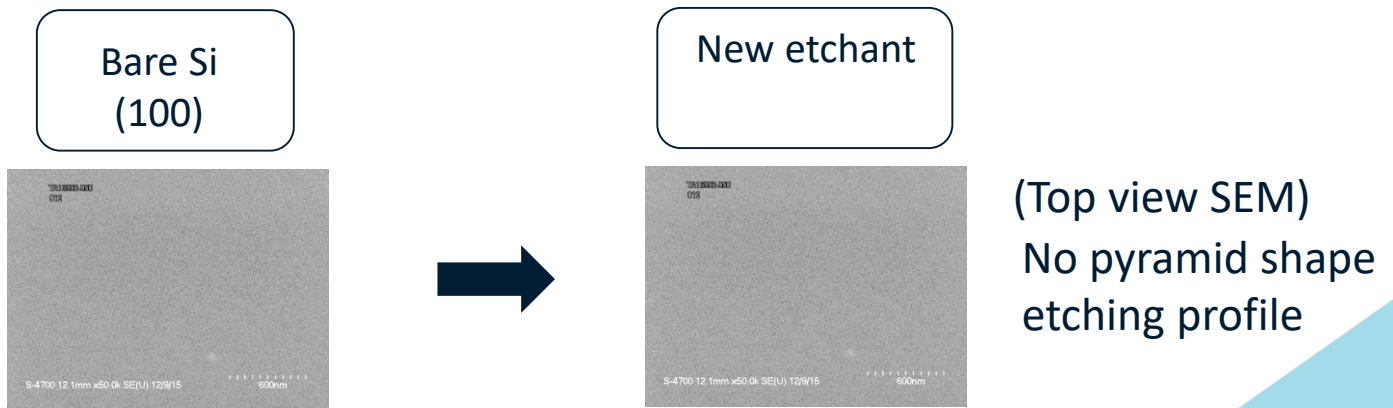 Bare Si
(100)
New etchant
(Top view SEM)
No pyramid shape
etching profile
S-4700 12.1mm x50.0k SE(U) 12/9/15
600nm
S-4700 12.1mm x50.0k SE(U) 12/9/15
600nm